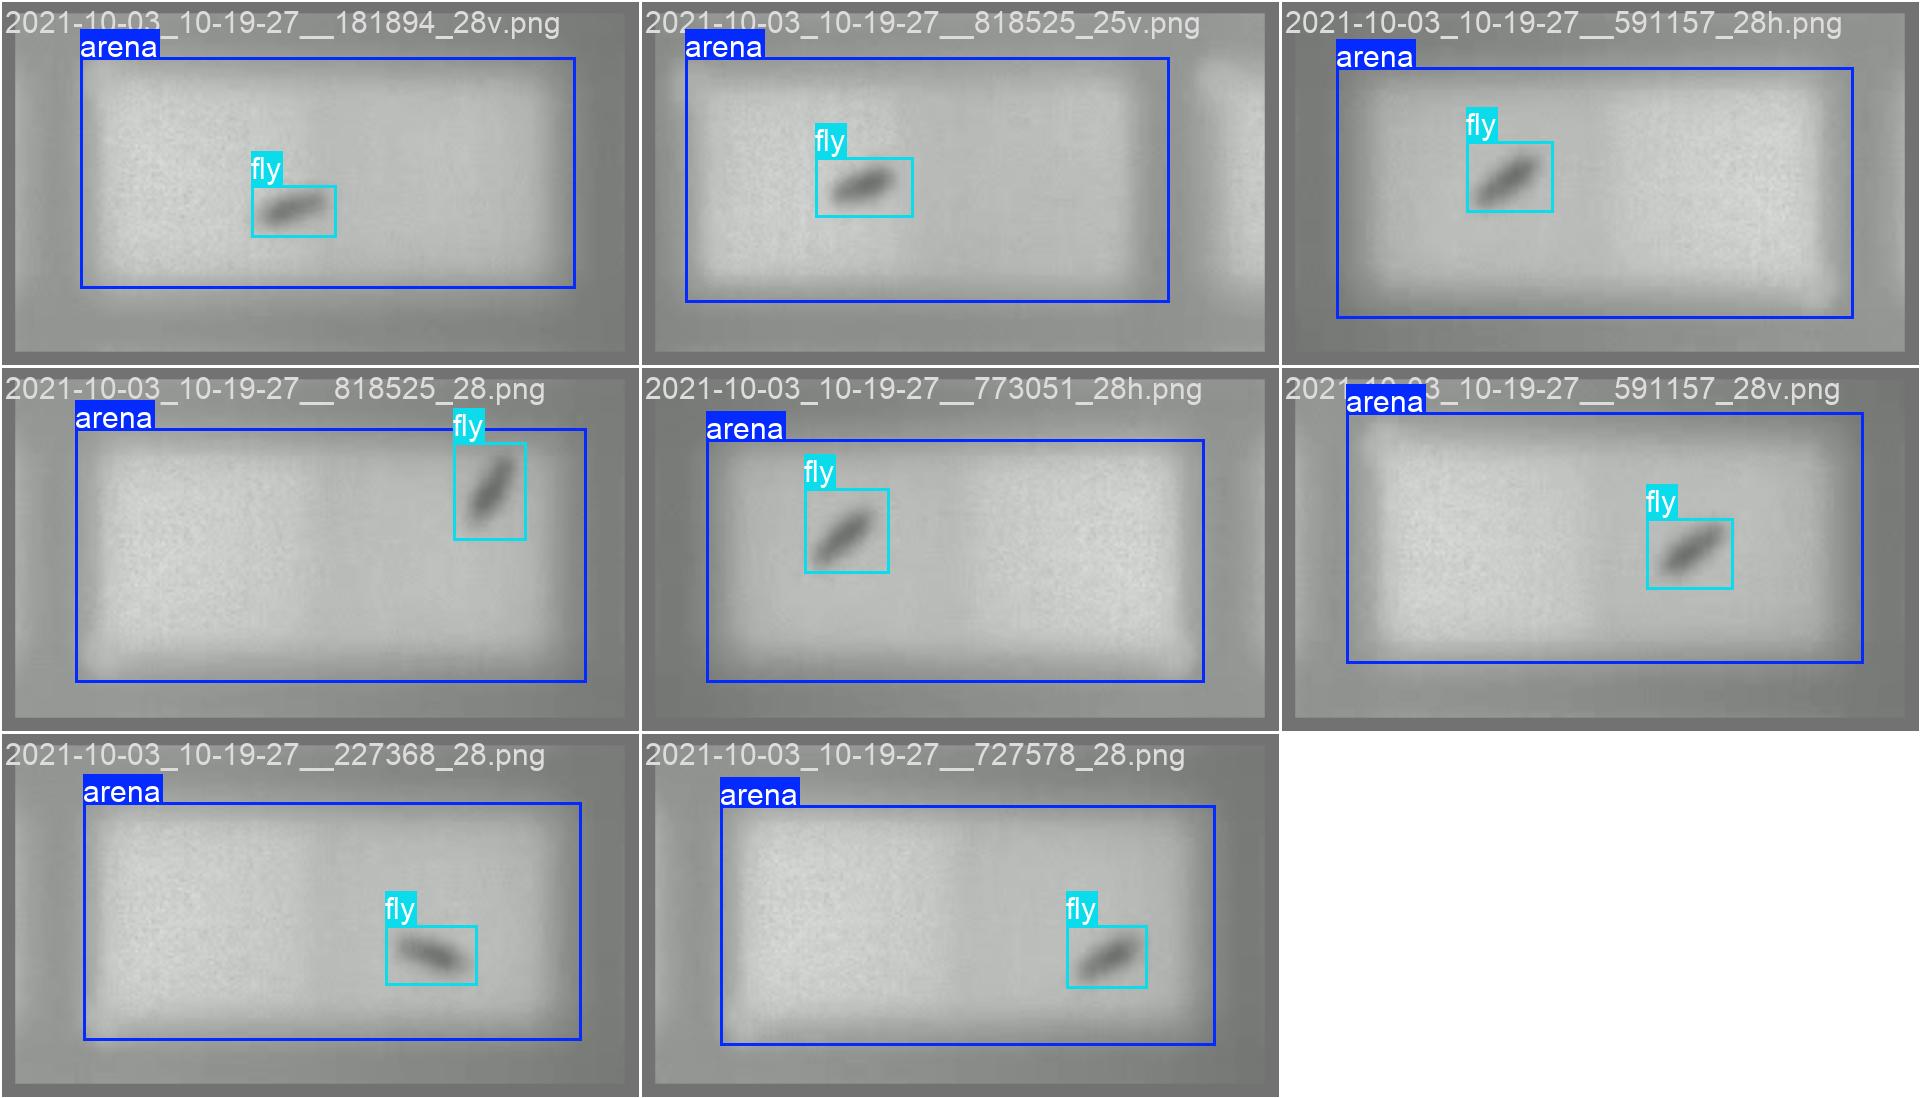 2021-10-03_10-19-27__181894_28v.png
arena
fly
2021-10-03_10-19-27__818525_25v.png
arena
fly
2021-10-03_10-19-27__591157_28h.png
arena
fly
2021-10-03_10-19-27__818525_28.png
arena
fly
2021-10-03_10-19-27__773051_28h.png
arena
fly
2021-10-03_10-19-27__591157_28v.png
arena
fly
2021-10-03_10-19-27__227368_28.png
arena
fly
2021-10-03_10-19-27__727578_28.png
arena
fly